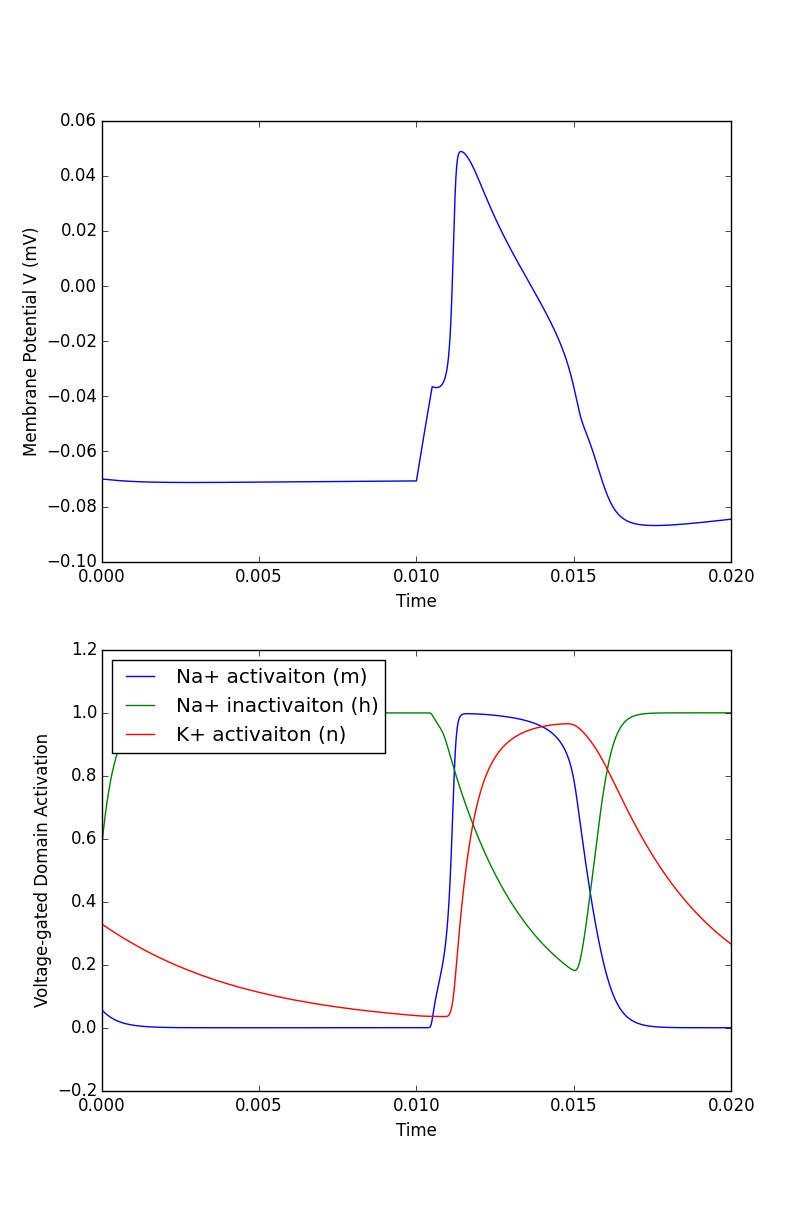 0.06
0.04
0.02
0.00
−0.02
−0.04
−0.06
−0.08
−0.10
Membrane Potential V (mV)
0.000 0.005 0.010 0.015 0.020
Time
1.2
1.0
0.8
0.6
0.4
0.2
0.0
−0.2
Voltage-gated Domain Activation
Na+ activaiton (m)
Na+ inactivaiton (h)
K+ activaiton (n)
0.000 0.005 0.010 0.015 0.020
Time